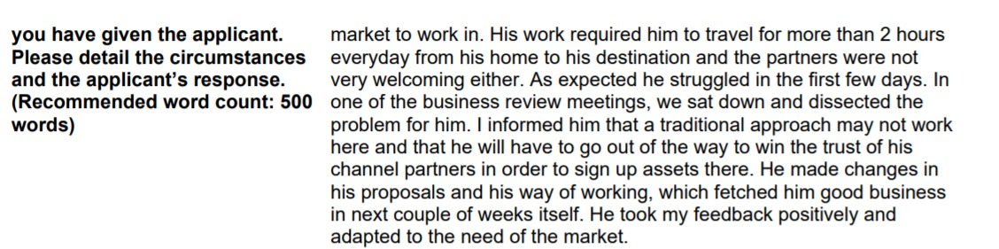 you have given the applicant.
Please detail the circumstances
and the applicant's response.
(Recommended word count: 500
words)
market to work in. His work required him to travel for more than 2 hours
everyday from his home to his destination and the partners were not
very welcoming either. As expected he struggled in the first few days. In
one of the business review meetings, we sat down and dissected the
problem for him. I informed him that a traditional approach may not work
here and that he will have to go out of the way to win the trust of his
channel partners in order to sign up assets there. He made changes in
his proposals and his way of working, which fetched him good business
in next couple of weeks itself. He took my feedback positively and
adapted to the need of the market.